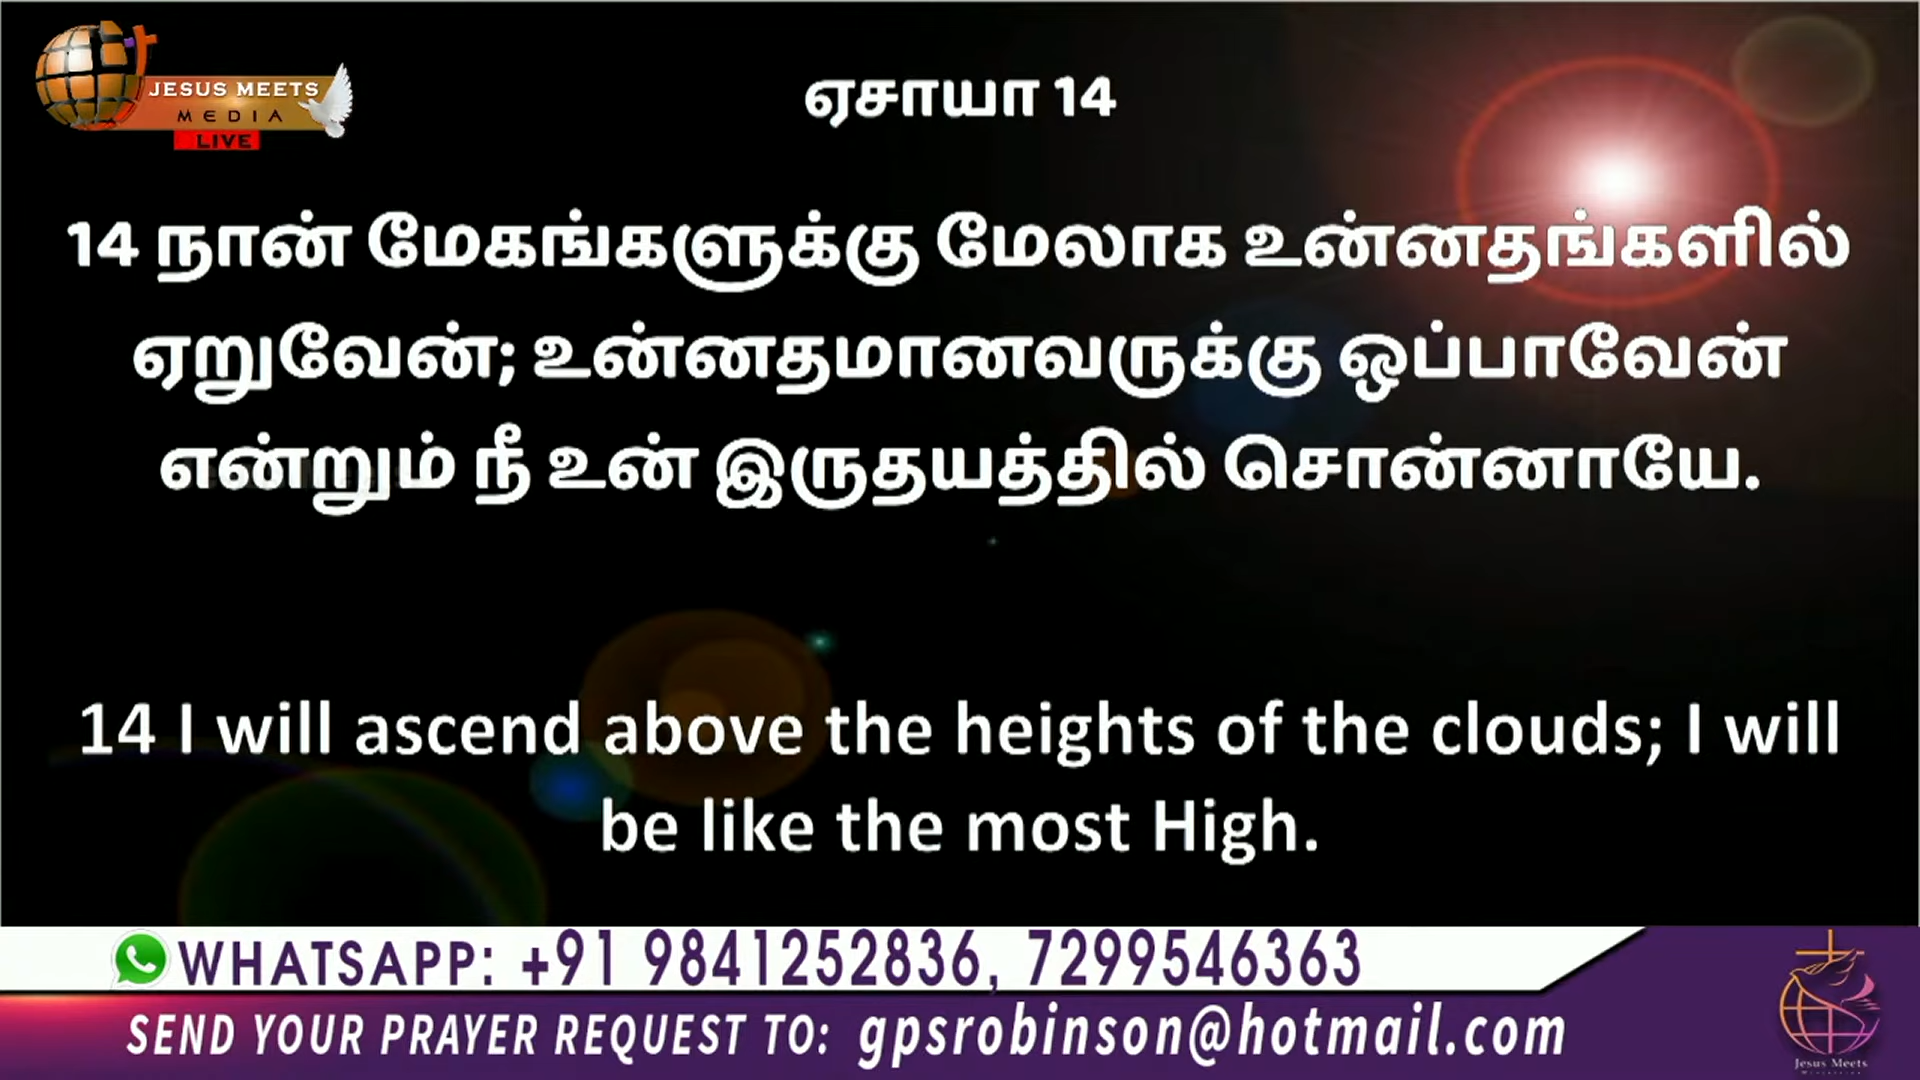 JESUS MEETS
MEDIA
LIVE
ஏசாயா 14
14 நான் மேகங்களுக்கு மேலாக உன்னதங்களில்
ஏறுவேன்; உன்னதமானவருக்கு ஒப்பாவேன்
என்றும் நீ உன் இருதயத்தில் சொன்னாயே.
14 I will ascend above the heights of the clouds; I will
be like the most High.
WHATSAPP: +91 9841252836, 7299546363
SEND YOUR PRAYER REQUEST TO: gpsrobinson@hotmail.com
Jesus Meets